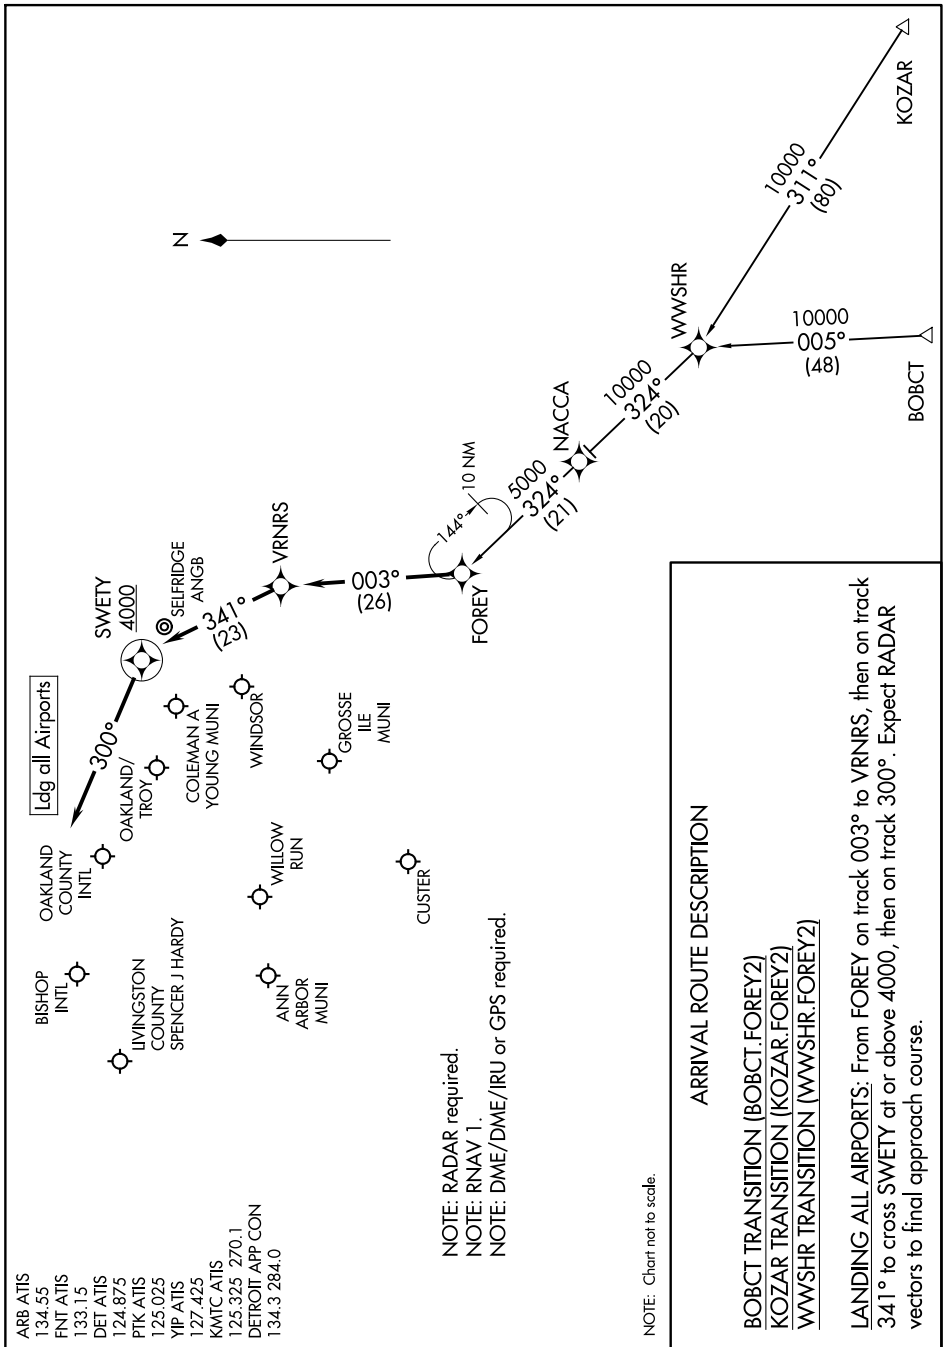 ARB ATIS
134.55
FNT ATIS
133.15
DET ATIS
124.875
PTK ATIS
125.025
YIP ATIS
127.425
KMTC ATIS
125.325 270.1
DETROIT APP CON
134.3 284.0
BISHOP
INTL
LIVINGSTON
COUNTY
SPENCER J HARDY
OAKLAND
COUNTY
INTL
Ldg all Airports
300°
OAKLAND/
TROY
COLEMAN A
YOUNG MUNI
SWETY
4000
SELFRIDGE
ANGB
341°
(23)
WINDSOR
VRNRS
ANN
ARBOR
MUNI
WILLOW
RUN
GROSSE
ILE
MUNI
CUSTER
003°
(26)
FOREY
144°
10 NM
5000
324°
(21)
NACCA
10000
324°
(20)
WWSHR
10000
311°
(80)
KOZAR
10000
005°
(48)
BOBCT
N
NOTE: RADAR required.
NOTE: RNAV 1.
NOTE: DME/DME/IRU or GPS required.
NOTE: Chart not to scale.
ARRIVAL ROUTE DESCRIPTION
BOBCT TRANSITION (BOBCT.FOREY2)
KOZAR TRANSITION (KOZAR.FOREY2)
WWSHR TRANSITION (WWSHR.FOREY2)
LANDING ALL AIRPORTS: From FOREY on track 003° to VRNRS, then on track
341° to cross SWETY at or above 4000, then on track 300°. Expect RADAR
vectors to final approach course.